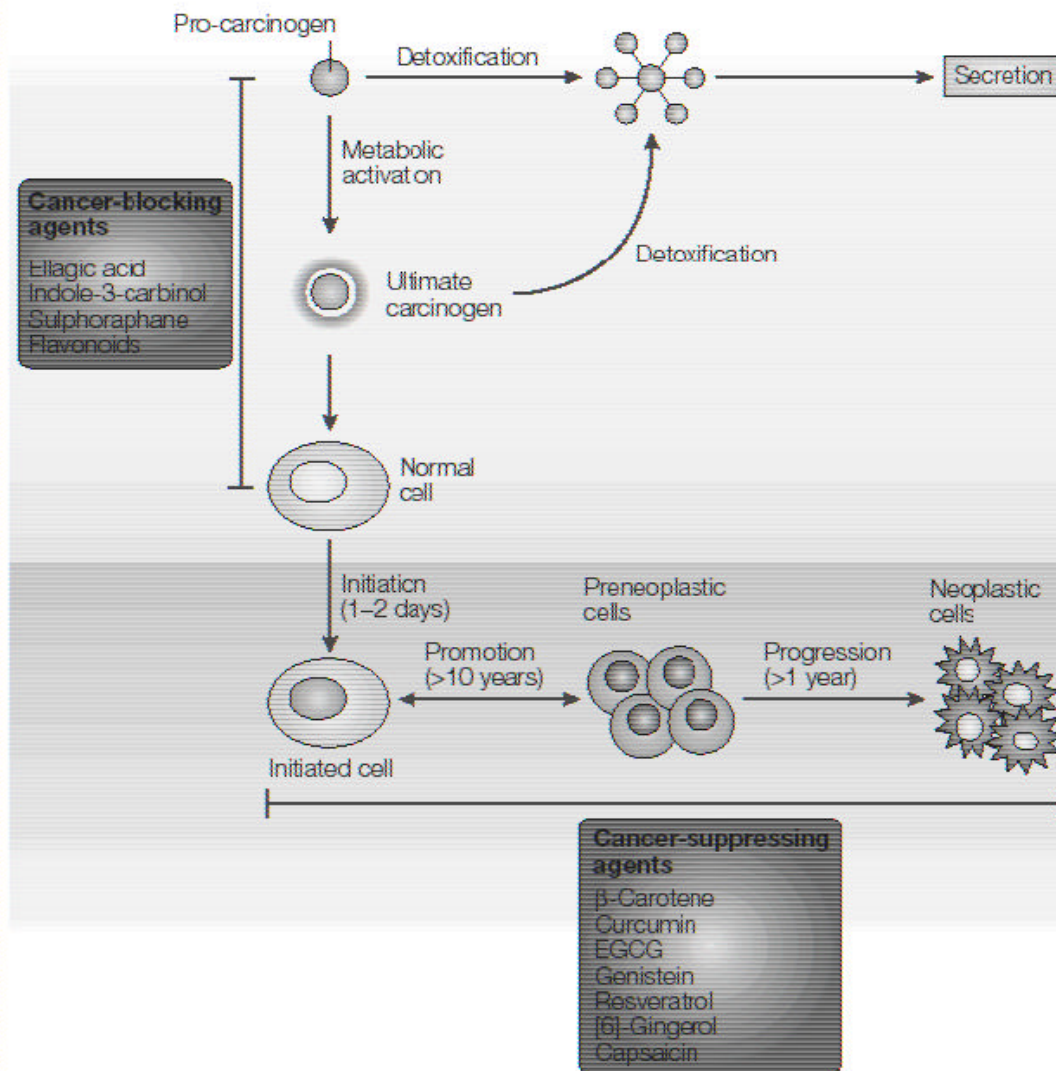 Pro-carcinogen
Detoxification
Secretion
Metabolic
activation
Cancer-blocking
agents
Ellagic acid
Indole-3-carbinol
Sulphoraphane
Flavonoids
Ultimate
carcinogen
Detoxification
Normal
cell
Initiation
(1–2 days)
Preneoplastic
cells
Neoplastic
cells
Promotion
(>10 years)
Progression
(>1 year)
Initiated cell
Cancer-suppressing
agents
β-Carotene
Curcumin
EGCG
Genistein
Resveratrol
[6]-Gingerol
Capsaicin